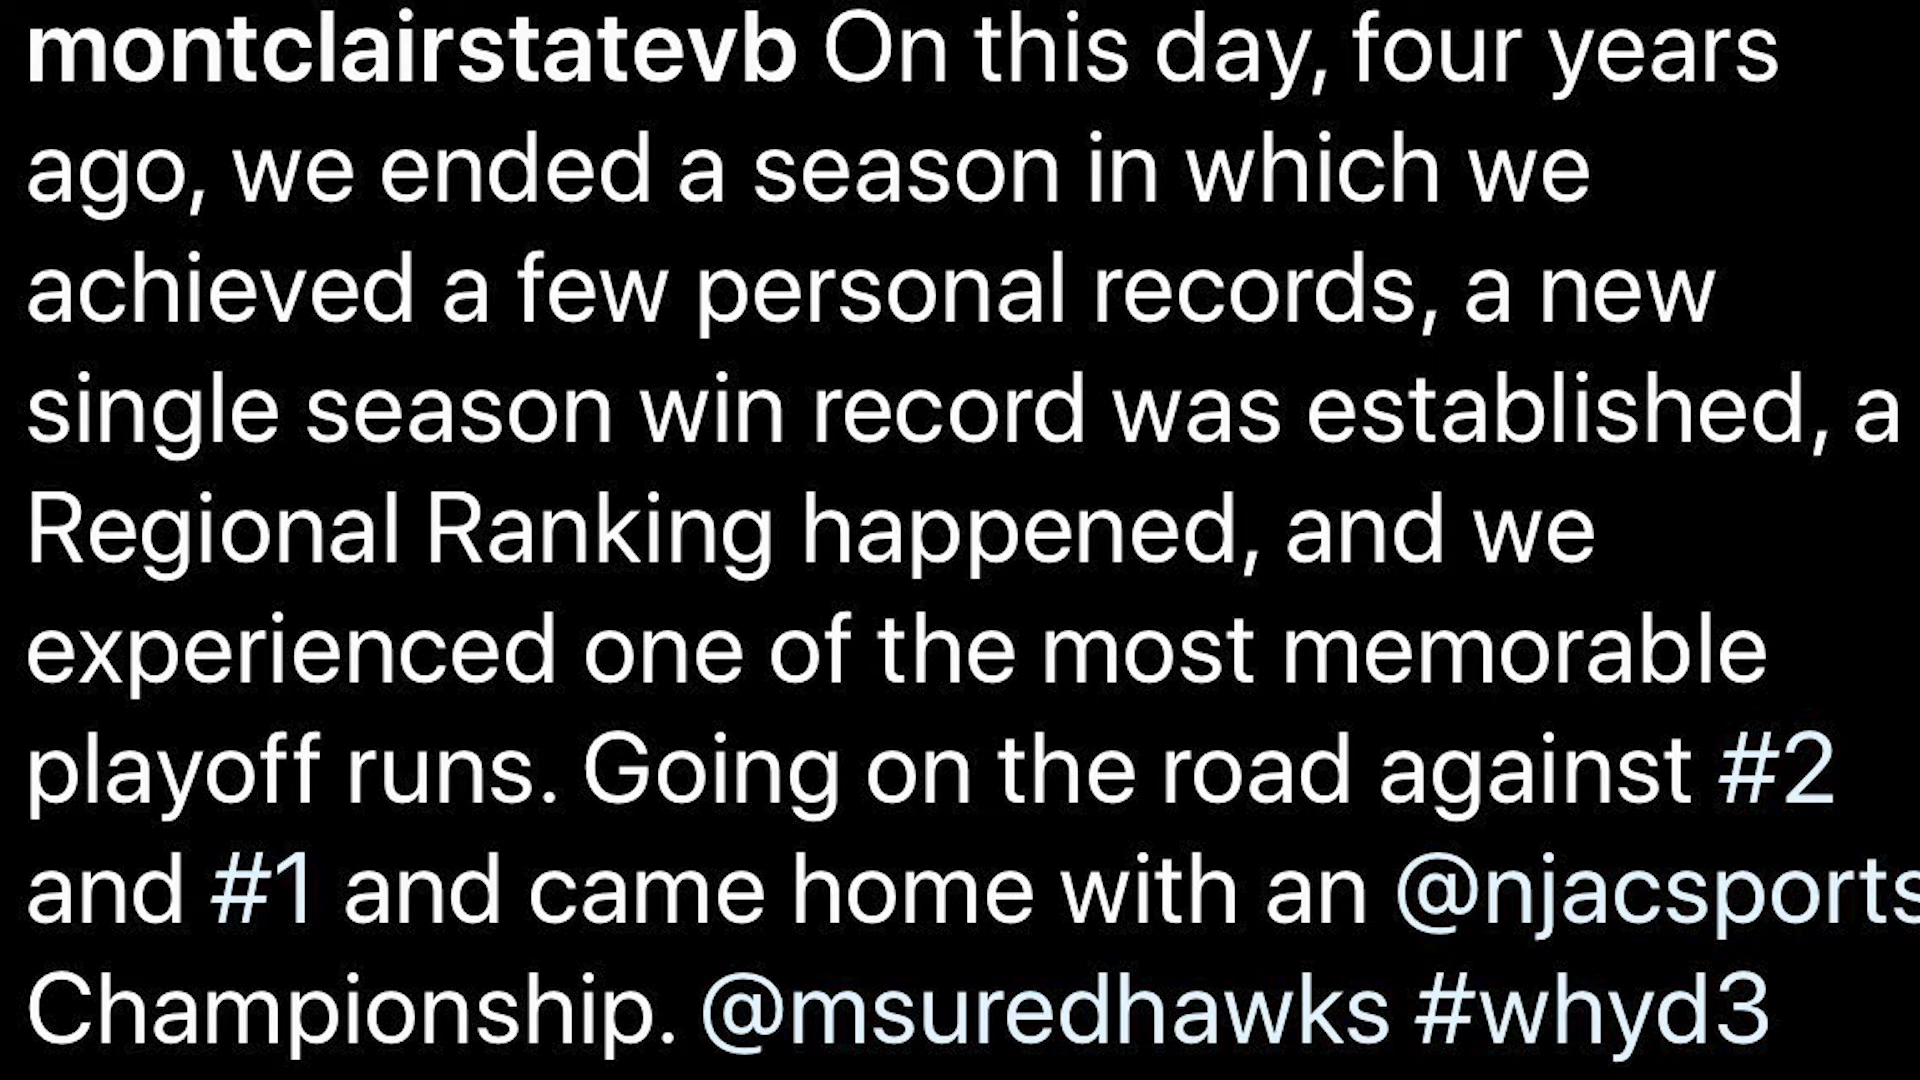 montclairstatevb On this day, four years
ago, we ended a season in which we
achieved a few personal records, a new
single season win record was established, a
Regional Ranking happened, and we
experienced one of the most memorable
playoff runs. Going on the road against #2
and #1 and came home with an @njacsports
Championship. @msuredhawks #whyd3